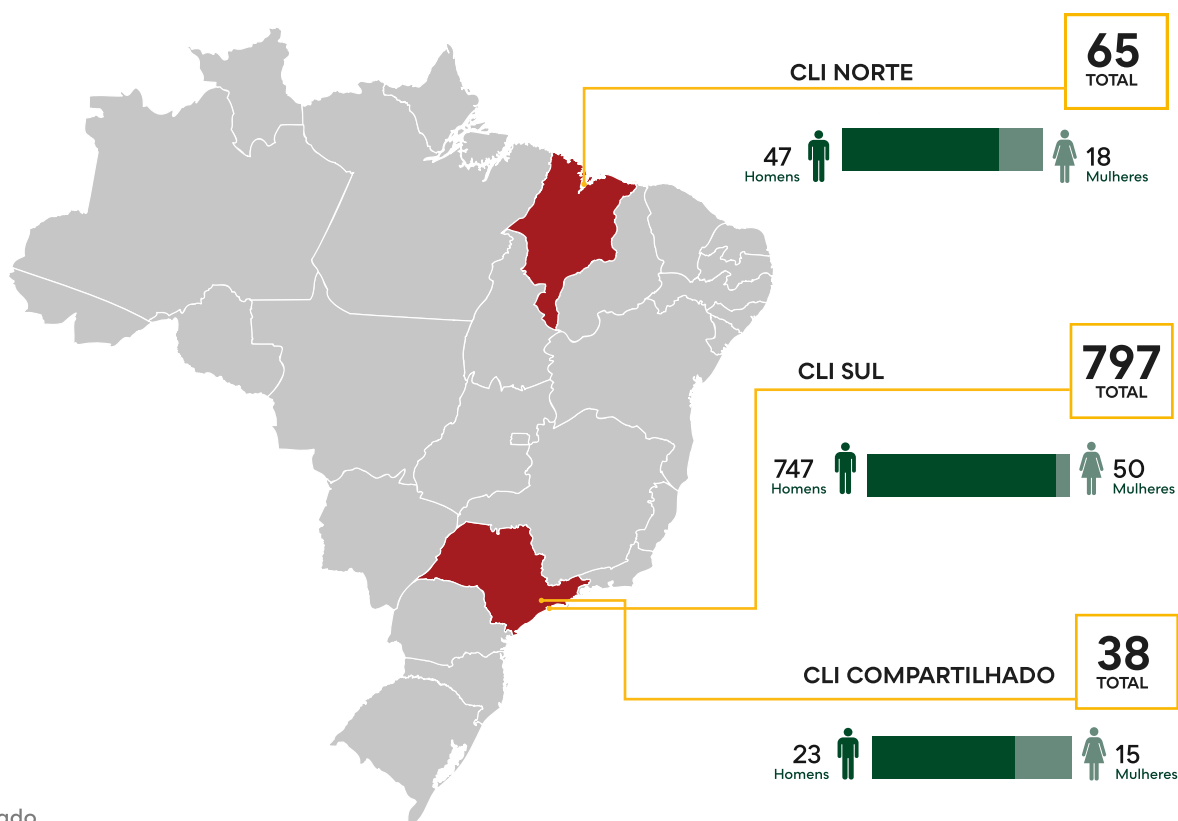 65
TOTAL
CLI NORTE
47
Homens
18
Mulheres
797
TOTAL
CLI SUL
747
Homens
50
Mulheres
38
TOTAL
CLI COMPARTILHADO
23
Homens
15
Mulheres